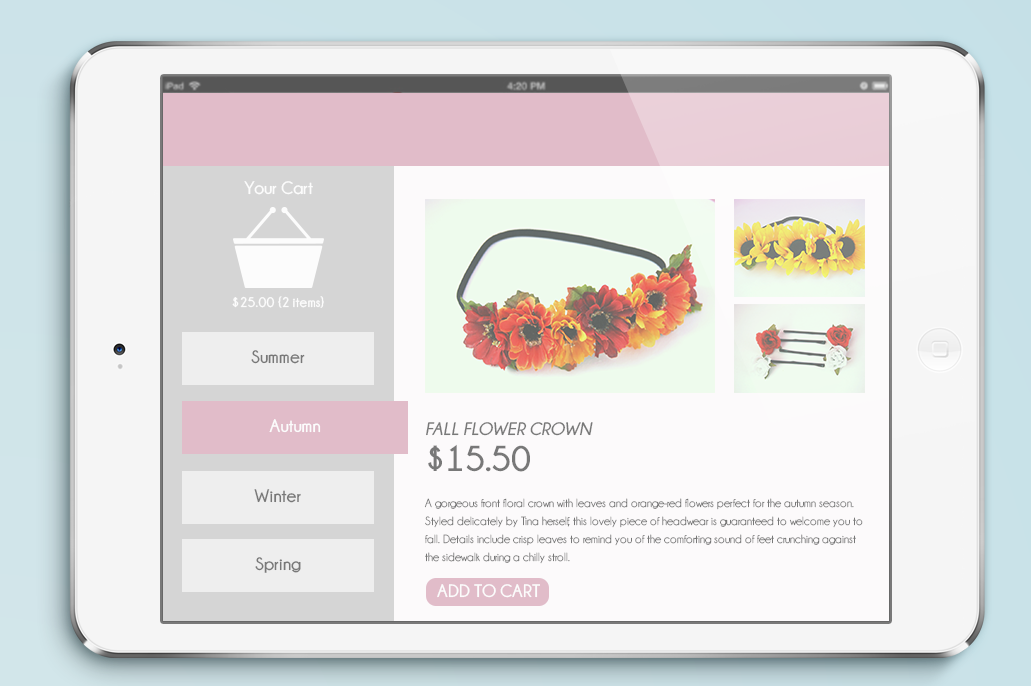 iPad
4:20 PM
Your Cart
$25.00 (2 Items)
Summer
Autumn
Winter
Spring
FALL FLOWER CROWN
$15.50
A gorgeous front floral crown with leaves and orange-red flowers perfect for the autumn season.
Styled delicately by Tina herself, this lovely piece of headwear is guaranteed to welcome you to
fall. Details include crisp leaves to remind you of the comforting sound of feet crunching against
the sidewalk during a chilly stroll.
ADD TO CART